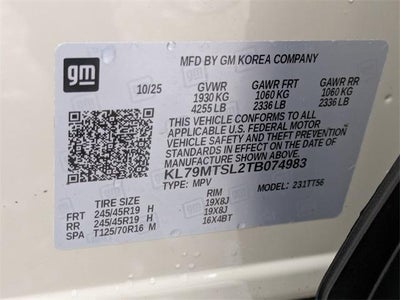 gm
MFD BY GM KOREA COMPANY
10/25 GVWR GAWR FRT GAWR RR
1930 KG 1060 KG 1060 KG
4255 LB 2336 LB 2336 LB
THIS VEHICLE CONFORMS TO ALL
APPLICABLE U.S. FEDERAL MOTOR
VEHICLE SAFETY AND THEFT PREVENTION
STANDARDS IN EFFECT ON THE DATE OF
MANUFACTURE SHOWN ABOVE.
KL79MTSL2TB074983
TYPE: MPV MODEL: 231TT56
TIRE SIZE RIM
FRT 245/45R19 H 19X8J
RR 245/45R19 H 19X8J
SPA T125/70R16 M 16X4BT